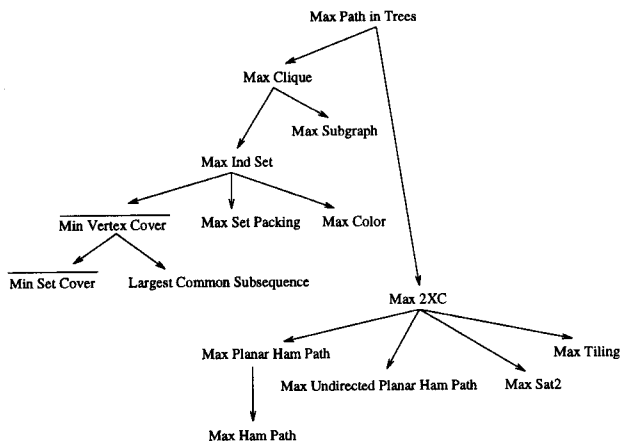 Max Path in Trees
Max Clique
Max Subgraph
Max Ind Set
Min Vertex Cover
Max Set Packing
Max Color
Min Set Cover
Largest Common Subsequence
Max 2XC
Max Planar Ham Path
Max Undirected Planar Ham Path
Max Sat2
Max Tiling
Max Ham Path